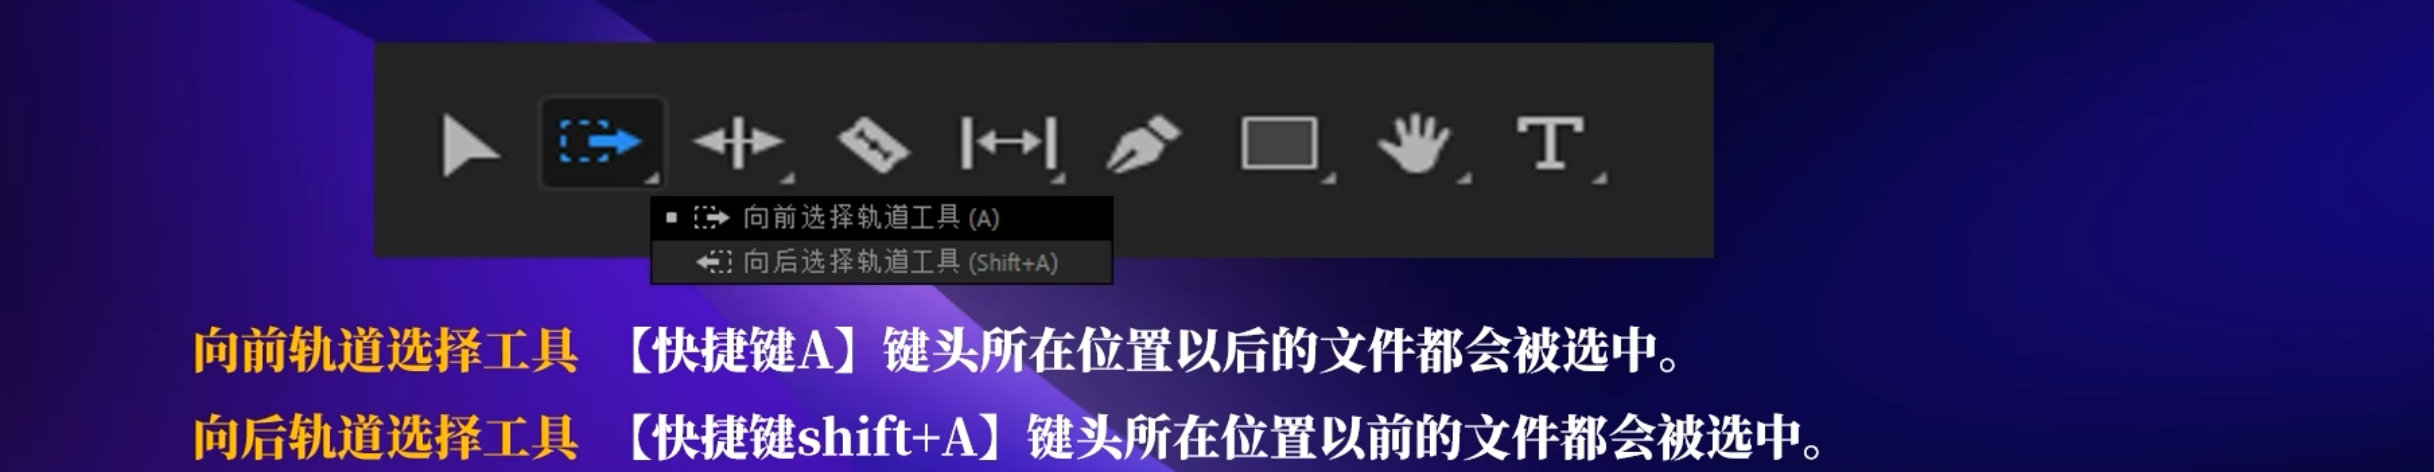 T
向前选择轨道工具 (A)
向后选择轨道工具 (Shift+A)
向前轨道选择工具 【快捷键A】键头所在位置以后的文件都会被选中。
向后轨道选择工具 【快捷键shift+A】键头所在位置以前的文件都会被选中。